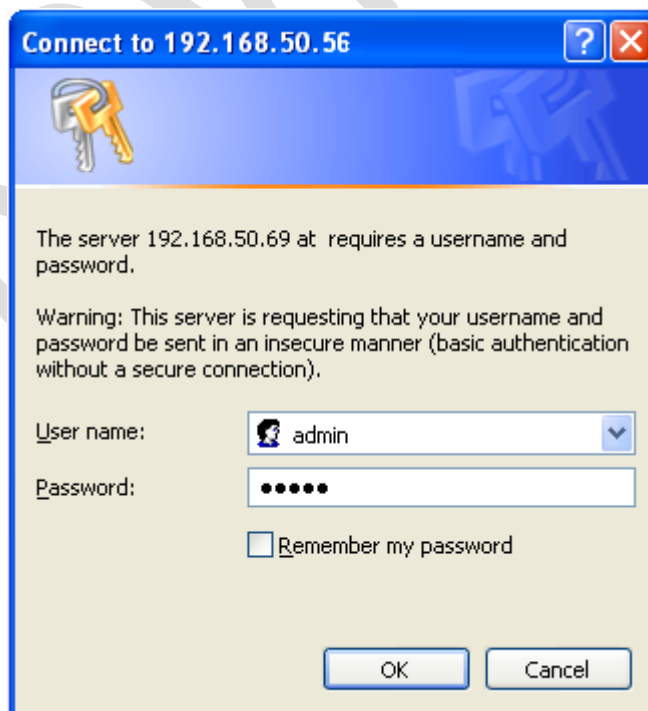 Connect to 192.168.50.56
The server 192.168.50.69 at  requires a username and
password.
Warning: This server is requesting that your username and
password be sent in an insecure manner (basic authentication
without a secure connection).
User name:
admin
Password:
•••••
Remember my password
OK
Cancel